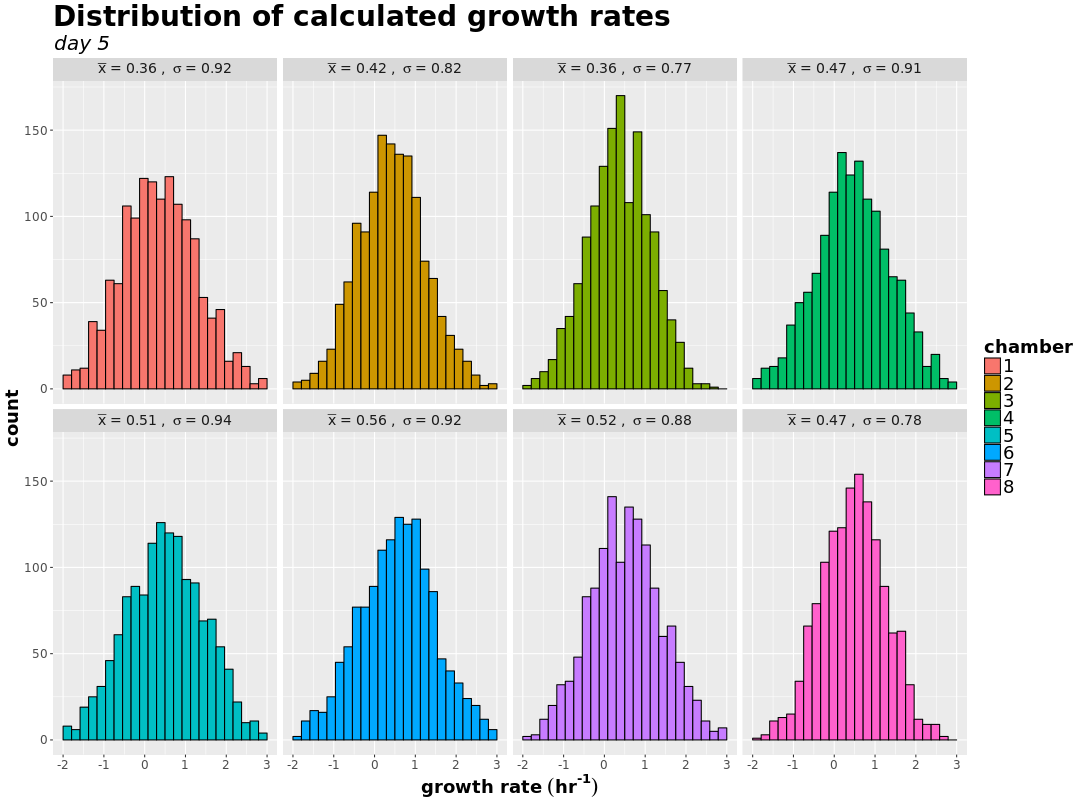 Distribution of calculated growth rates
day 5
x̅ = 0.36 , σ = 0.92
x̅ = 0.42 , σ = 0.82
x̅ = 0.36 , σ = 0.77
x̅ = 0.47 , σ = 0.91
150
100
50
0
x̅ = 0.51 , σ = 0.94
x̅ = 0.56 , σ = 0.92
x̅ = 0.52 , σ = 0.88
x̅ = 0.47 , σ = 0.78
150
100
50
0
-2 -1 0 1 2 3
-2 -1 0 1 2 3
-2 -1 0 1 2 3
-2 -1 0 1 2 3
growth rate (hr⁻¹)
count
chamber
1
2
3
4
5
6
7
8